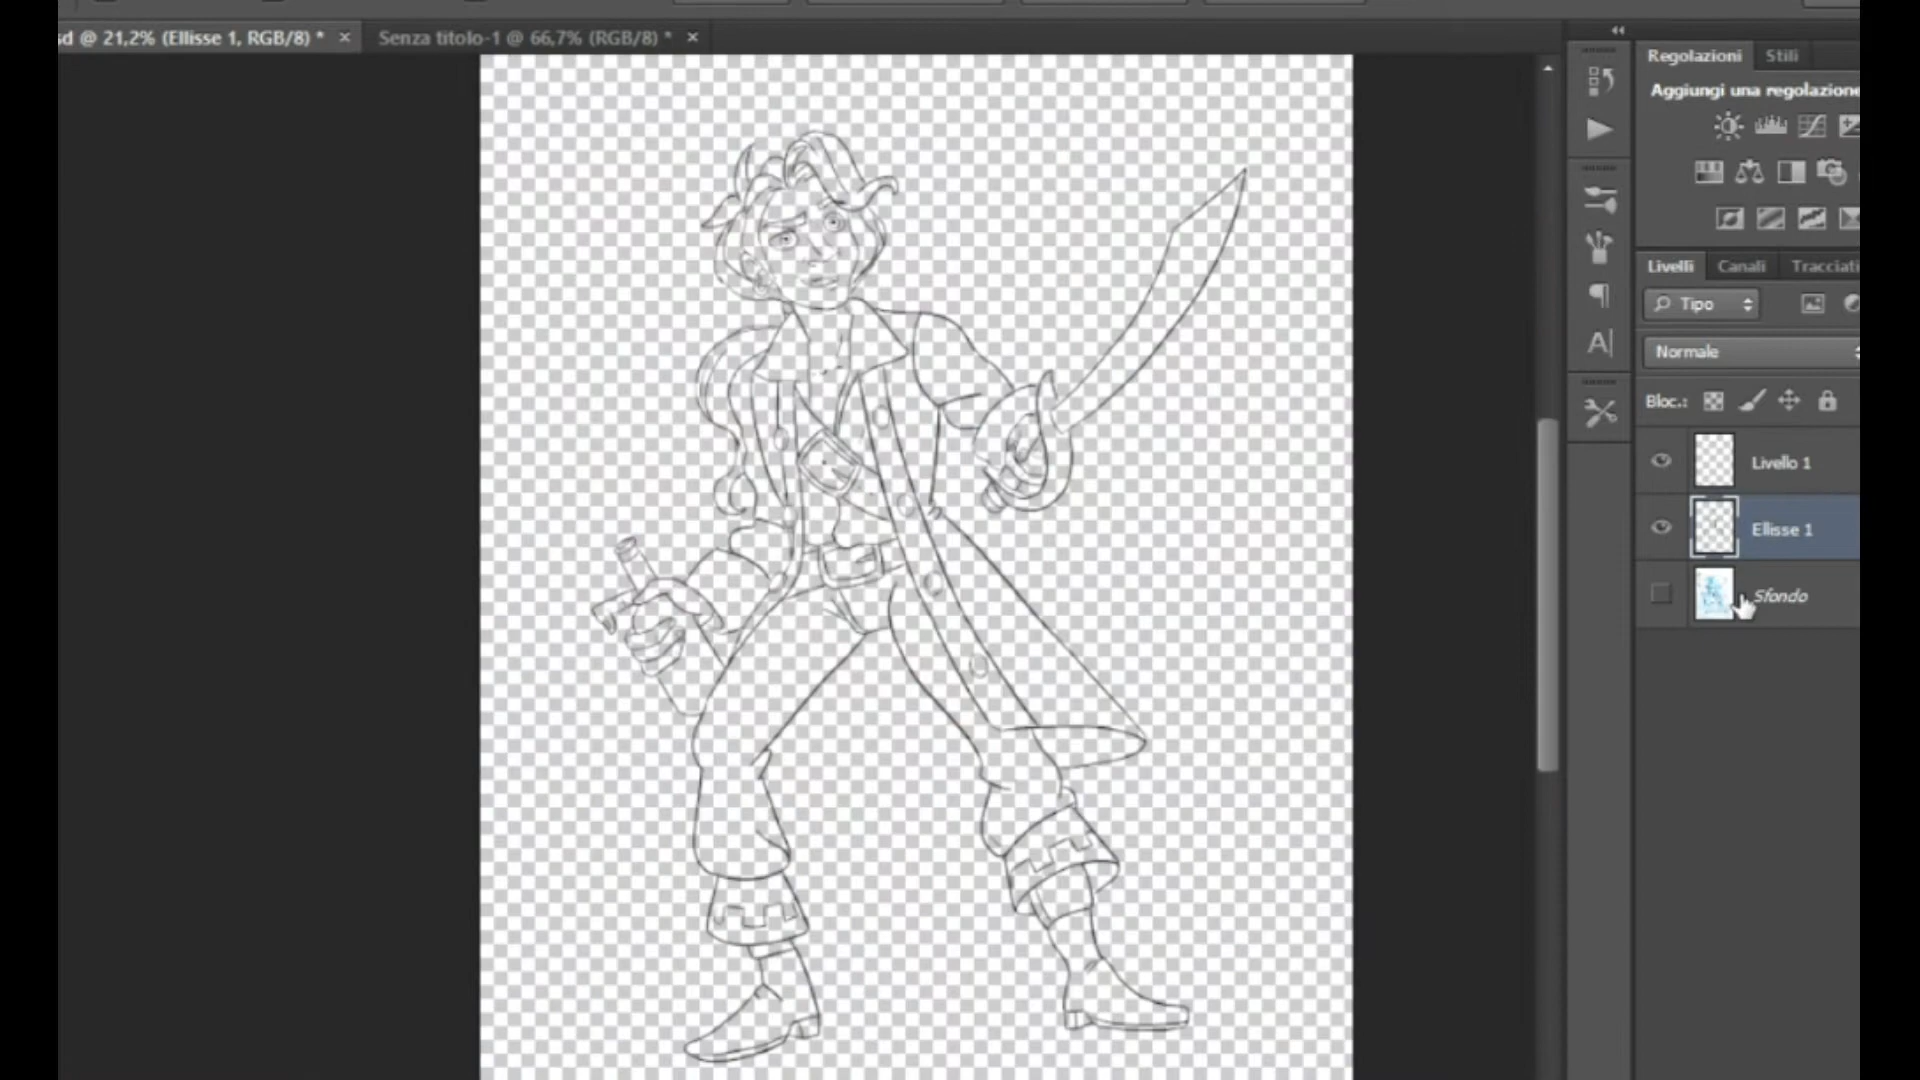 sd @ 21,2% (Ellisse 1, RGB/8) * ×
Senza titolo-1 @ 66,7% (RGB/8) * ×
Regolazioni Stili
Aggiungi una regolazione
Livelli Canali Tracciati
Tipo
Normale
Bloc.:
Livello 1
Ellisse 1
Sfondo